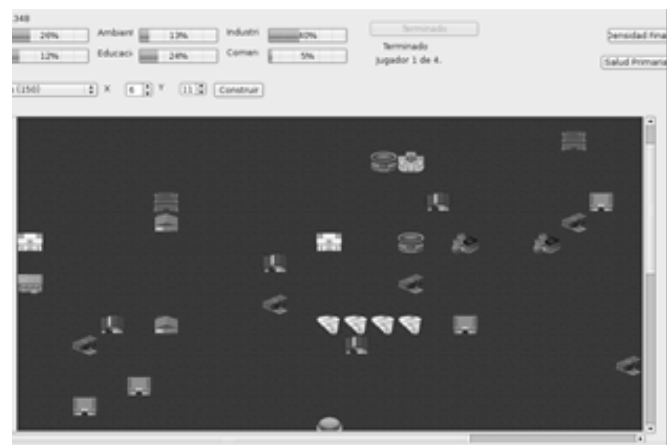 348
26% Ambient 13% Industri 60% Terminado
Densidad fina
12% Educaci 24% Comer 5% Terminado
jugador 1 de 4.
Salud Primaria
(150) X 6 Y 11 Construir